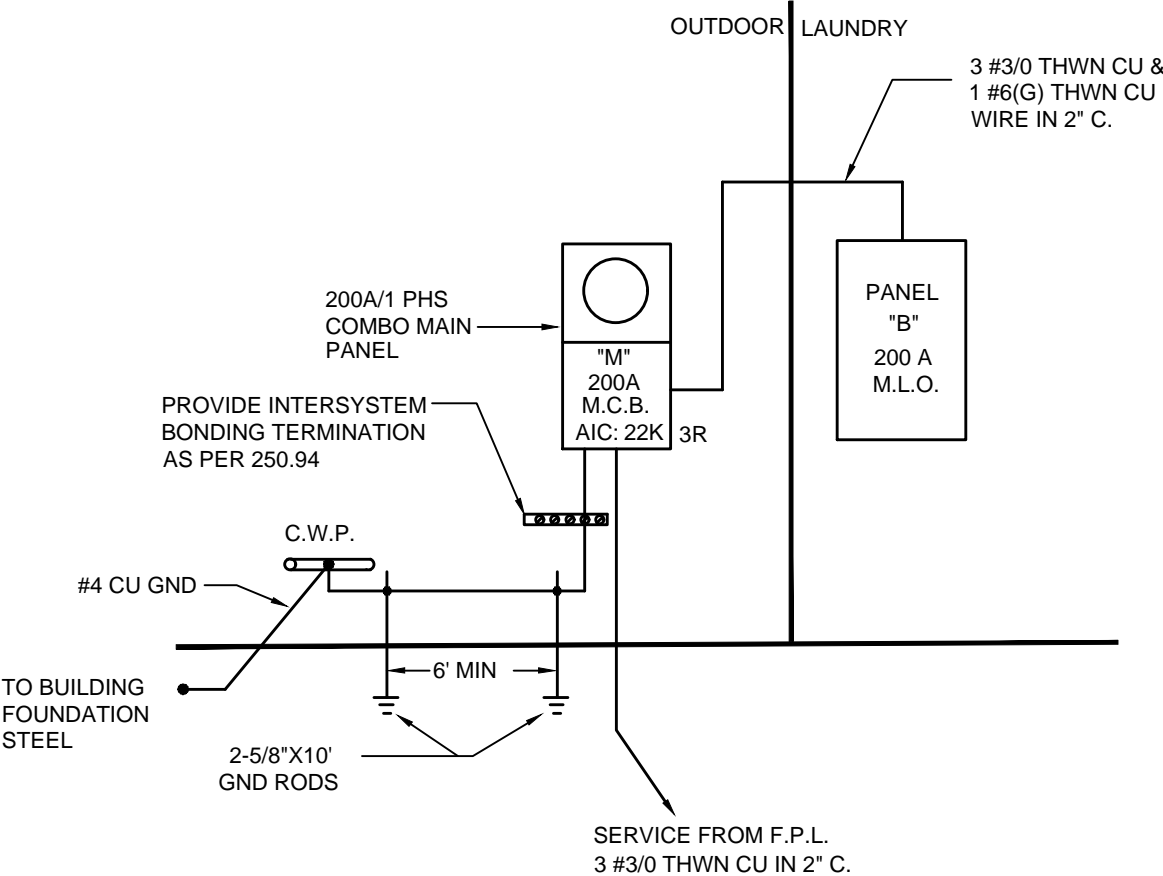 OUTDOOR
LAUNDRY
3 #3/0 THWN CU &
1 #6(G) THWN CU
WIRE IN 2" C.
200A/1 PHS
COMBO MAIN
PANEL
"M"
200A
M.C.B.
AIC: 22K
3R
PANEL
"B"
200 A
M.L.O.
PROVIDE INTERSYSTEM
BONDING TERMINATION
AS PER 250.94
C.W.P.
#4 CU GND
6' MIN
TO BUILDING
FOUNDATION
STEEL
2-5/8"X10'
GND RODS
SERVICE FROM F.P.L.
3 #3/0 THWN CU IN 2" C.